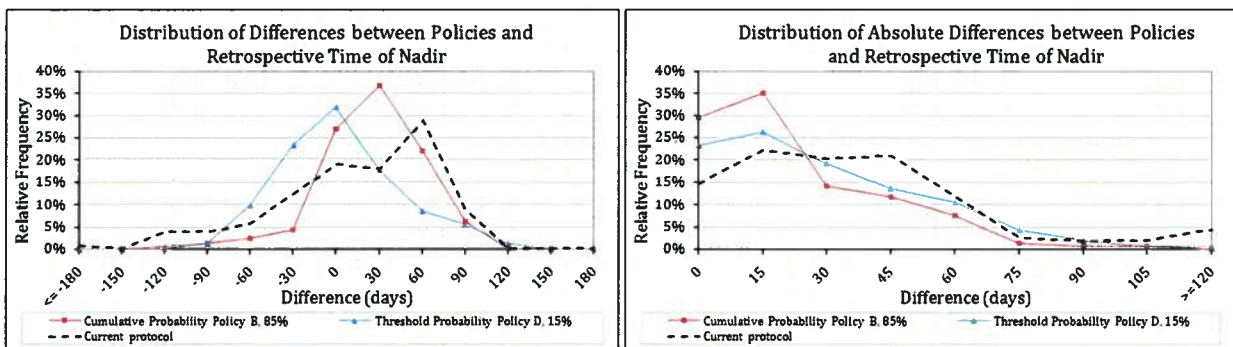 Distribution of Differences between Policies and
Retrospective Time of Nadir
40%
35%
30%
25%
20%
15%
10%
5%
0%
Relative Frequency
<=-180
-150
-120
-90
-60
-30
0
30
60
90
120
150
180
Difference (days)
Cumulative Probability Policy B, 85%
Threshold Probability Policy D, 15%
Current protocol
Distribution of Absolute Differences between Policies
and Retrospective Time of Nadir
40%
35%
30%
25%
20%
15%
10%
5%
0%
Relative Frequency
0
15
30
45
60
75
90
105
>=120
Difference (days)
Cumulative Probability Policy B, 85%
Threshold Probability Policy D, 15%
Current protocol